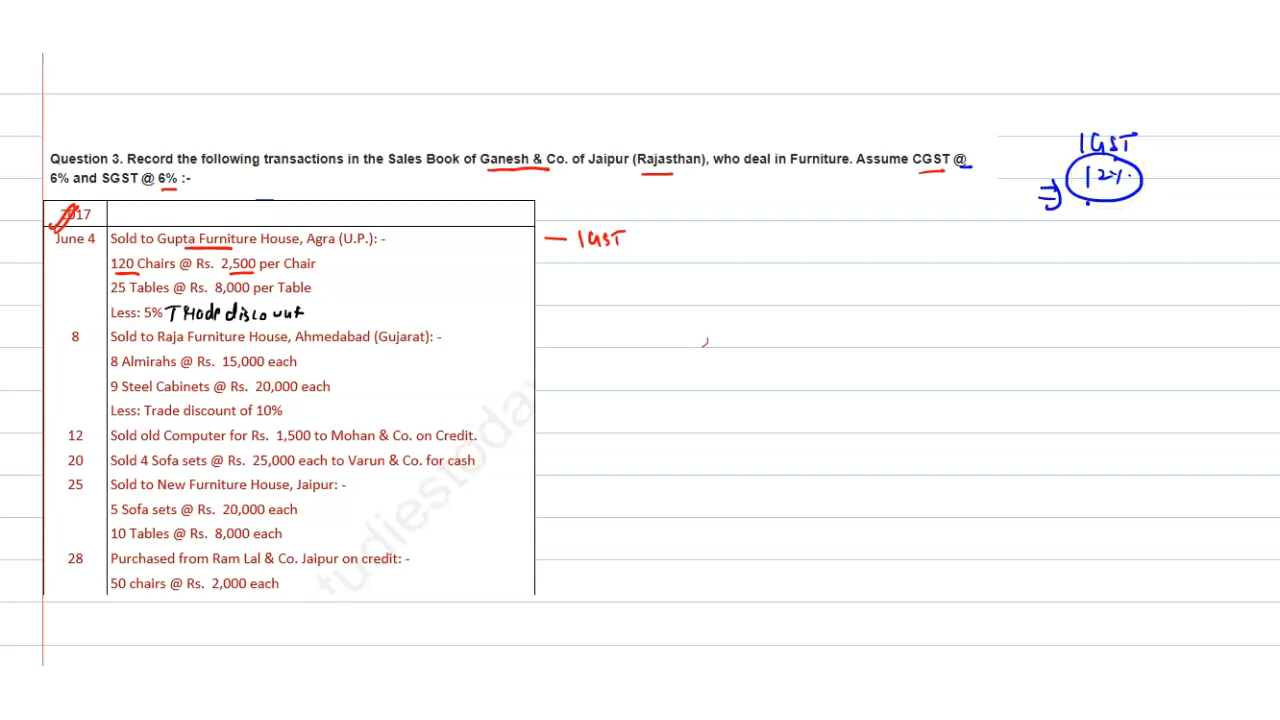 Question 3. Record the following transactions in the Sales Book of Ganesh & Co. of Jaipur (Rajasthan), who deal in Furniture. Assume CGST @
6% and SGST @ 6% :-
IGST
12%
2017
June 4 Sold to Gupta Furniture House, Agra (U.P.): -
— IGST
120 Chairs @ Rs. 2,500 per Chair
25 Tables @ Rs. 8,000 per Table
Less: 5% Trade discount
8 Sold to Raja Furniture House, Ahmedabad (Gujarat): -
8 Almirahs @ Rs. 15,000 each
9 Steel Cabinets @ Rs. 20,000 each
Less: Trade discount of 10%
12 Sold old Computer for Rs. 1,500 to Mohan & Co. on Credit.
20 Sold 4 Sofa sets @ Rs. 25,000 each to Varun & Co. for cash
25 Sold to New Furniture House, Jaipur: -
5 Sofa sets @ Rs. 20,000 each
10 Tables @ Rs. 8,000 each
28 Purchased from Ram Lal & Co. Jaipur on credit: -
50 chairs @ Rs. 2,000 each
tudiestoday